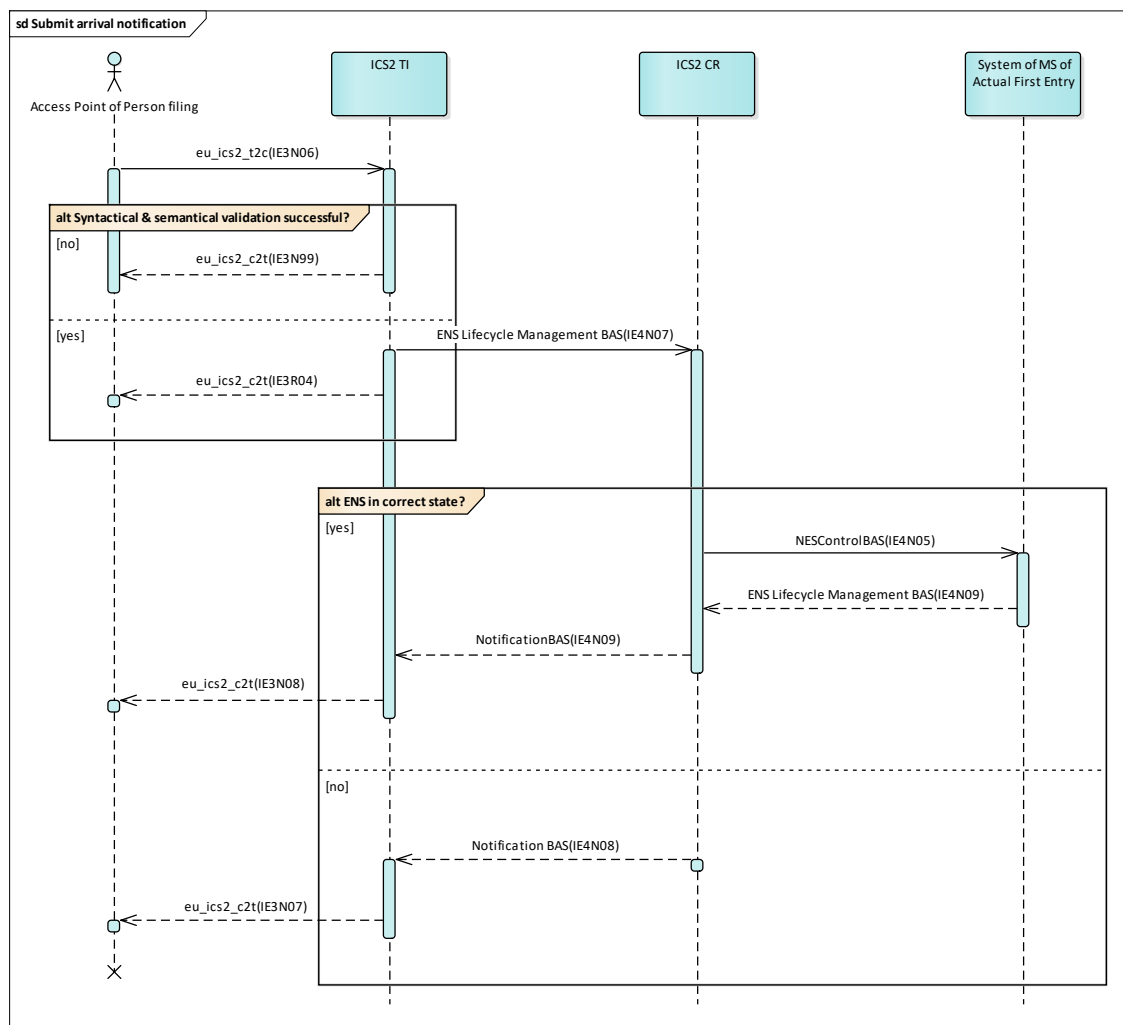 sd Submit arrival notification
ICS2 TI
ICS2 CR
System of MS of
Actual First Entry
Access Point of Person filing
eu_ics2_t2c(IE3N06)
alt Syntactical & semantical validation successful?
[no]
eu_ics2_c2t(IE3N99)
[yes]
ENS Lifecycle Management BAS(IE4N07)
eu_ics2_c2t(IE3R04)
alt ENS in correct state?
[yes]
NESControlBAS(IE4N05)
ENS Lifecycle Management BAS(IE4N09)
NotificationBAS(IE4N09)
eu_ics2_c2t(IE3N08)
[no]
Notification BAS(IE4N08)
eu_ics2_c2t(IE3N07)